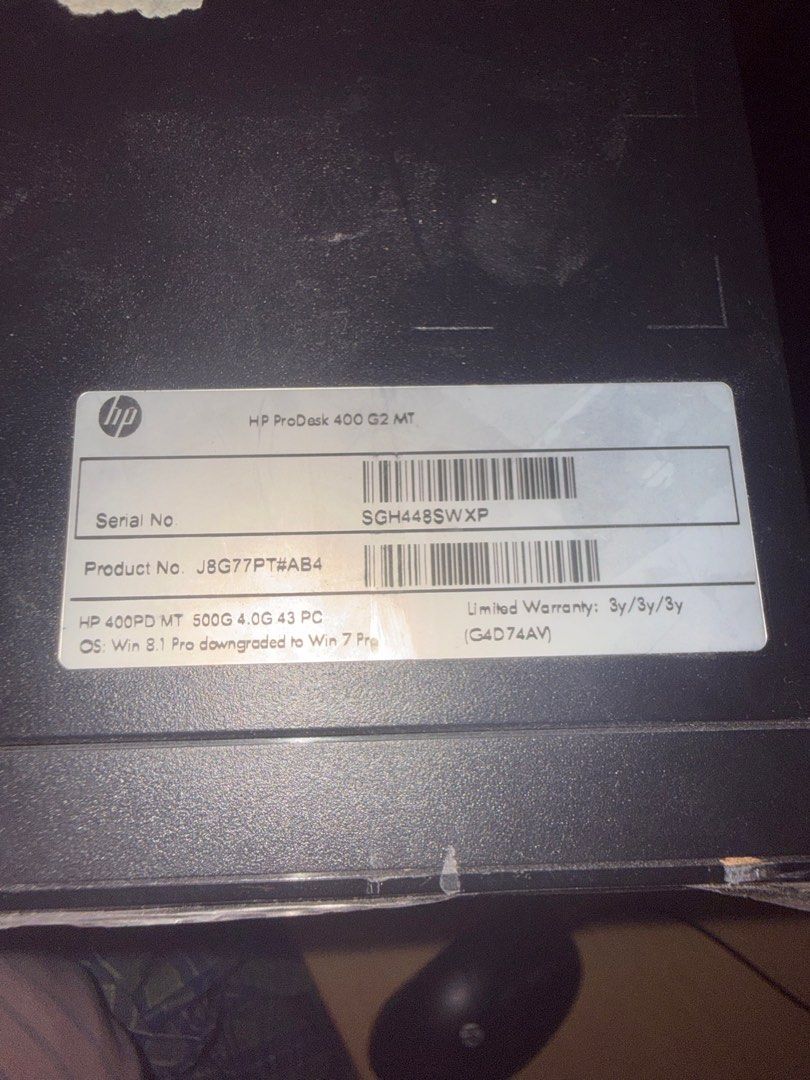 hp
HP ProDesk 400 G2 MT
Serial No.
SGH448SWXP
Product No. J8G77PT#AB4
HP 400PD MT 500G 4.0G 43 PC
Limited Warranty: 3y/3y/3y
OS: Win 8.1 Pro downgraded to Win 7 Pro
(G4D74AV)